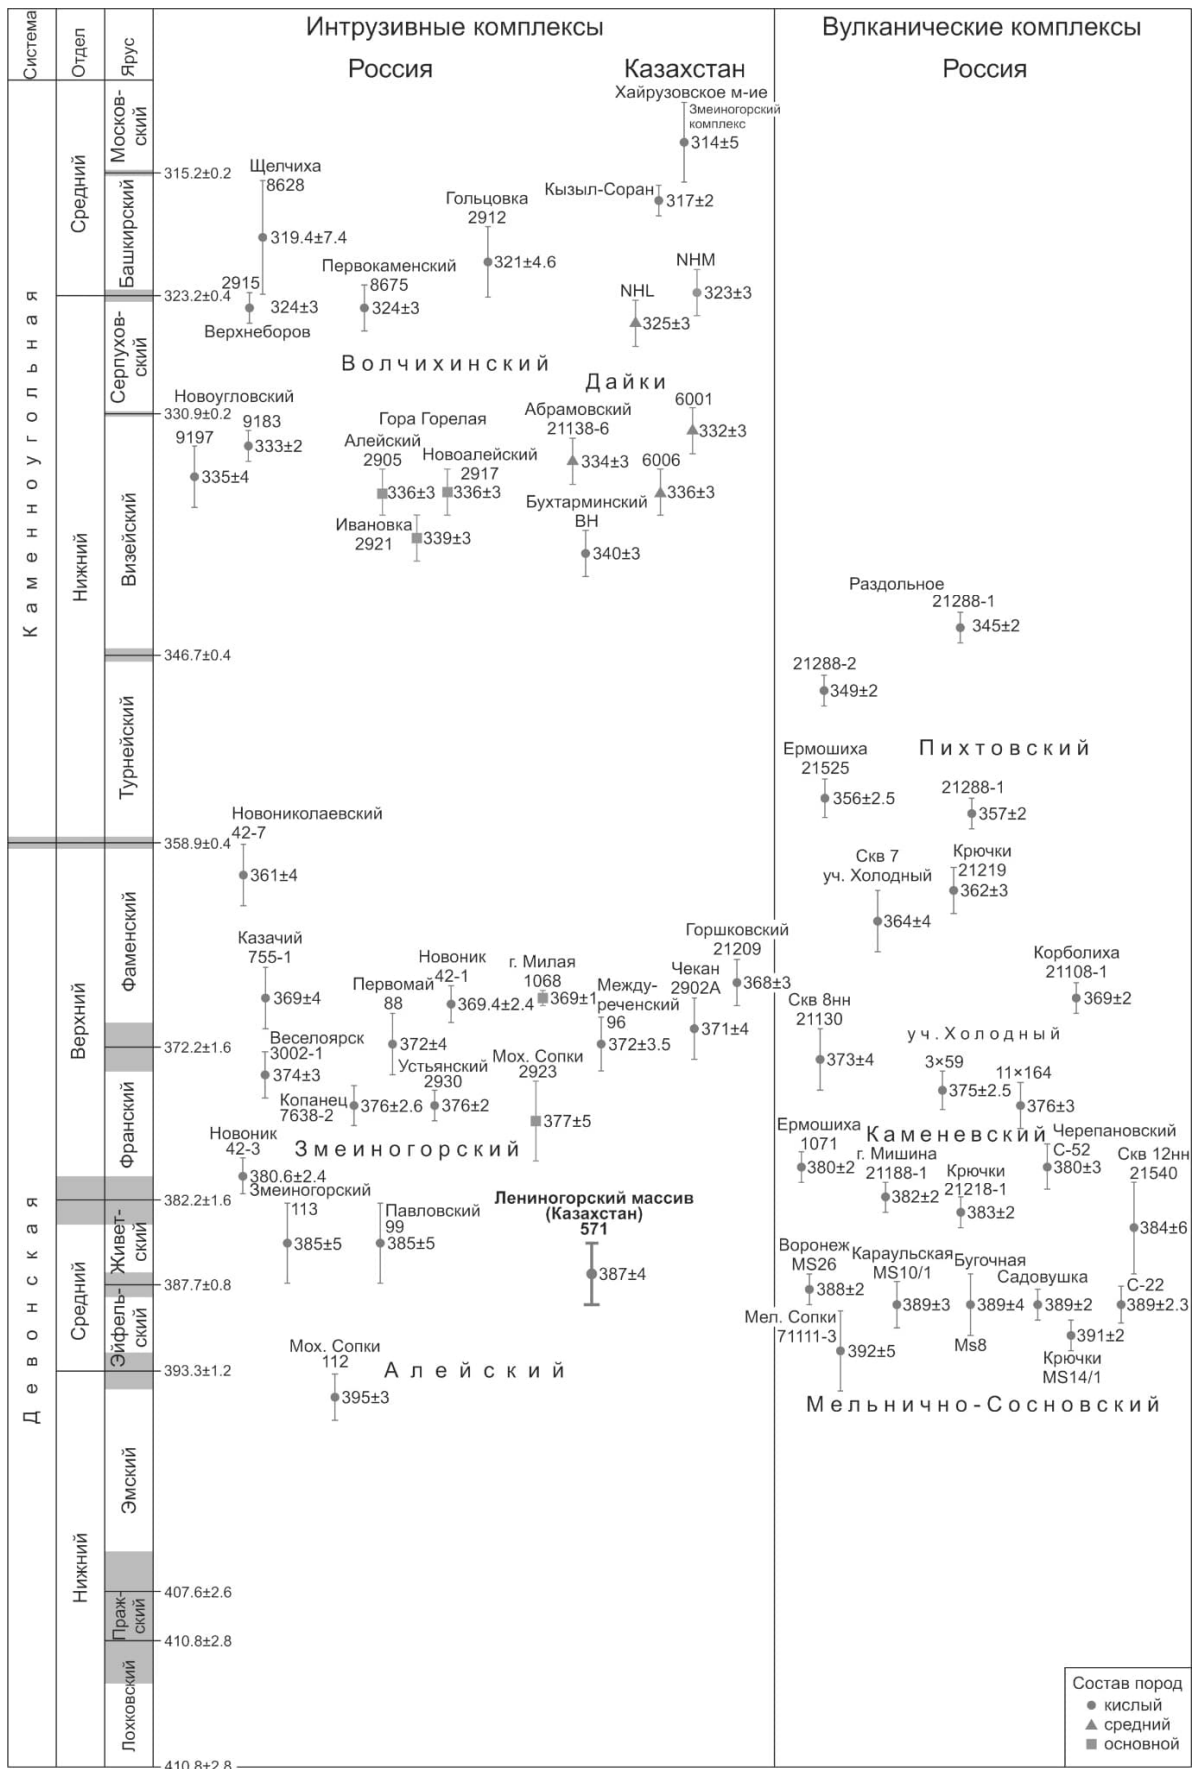 Система
Отдел
Ярус
Интрузивные комплексы
Вулканические комплексы
Россия
Казахстан
Россия
Каменноугольная
Девонская
Средний
Нижний
Верхний
Средний
Нижний
Москов-
ский
Башкирский
Серпухов-
ский
Визейский
Турнейский
Фаменский
Франский
Живет-
ский
Эйфель-
ский
Эмский
Праж-
ский
Лохковский
315.2±0.2
323.2±0.4
330.9±0.2
346.7±0.4
358.9±0.4
372.2±1.6
382.2±1.6
387.7±0.8
393.3±1.2
407.6±2.6
410.8±2.8
410.8±2.8
Хайрузовское м-ие
Змеиногорский
комплекс
314±5
Щелчиха
8628
319.4±7.4
Кызыл-Соран
317±2
Гольцовка
2912
321±4.6
2915
324±3
Верхнеборов
Первокаменский
8675
324±3
NHM
323±3
NHL
325±3
Волчихинский
Дайки
Новоугловский
9183
333±2
9197
335±4
Гора Горелая
Алейский
2905
336±3
Новоалейский
2917
336±3
Ивановка
2921
339±3
Абрамовский
21138-6
334±3
6001
332±3
6006
336±3
Бухтарминский
BH
340±3
Раздольное
21288-1
345±2
21288-2
349±2
Пихтовский
Ермошиха
21525
356±2.5
21288-1
357±2
Новониколаевский
42-7
361±4
Скв 7
уч. Холодный
364±4
Крючки
21219
362±3
Казачий
755-1
369±4
Первомай
88
372±4
Новоник
42-1
369.4±2.4
г. Милая
1068
369±1
Между-
реченский
96
372±3.5
Чекан
2902А
371±4
Горшковский
21209
368±3
Корболиха
21108-1
369±2
Скв 8нн
21130
373±4
Веселоярск
3002-1
374±3
Копанец
7638-2
376±2.6
Устьянский
2930
376±2
Мох. Сопки
2923
377±5
уч. Холодный
3×59
375±2.5
11×164
376±3
Новоник
42-3
380.6±2.4
Змеиногорский
Каменевский
Ермошиха
1071
380±2
г. Мишина
21188-1
382±2
Крючки
21218-1
383±2
Черепановский
С-52
380±3
Скв 12нн
21540
384±6
Змеиногорский
113
385±5
Павловский
99
385±5
Лениногорский массив
(Казахстан)
571
387±4
Воронеж
MS26
388±2
Караульская
MS10/1
389±3
Бугочная
389±4
Ms8
Садовушка
389±2
С-22
389±2.3
Мел. Сопки
71111-3
392±5
391±2
Крючки
MS14/1
Мох. Сопки
112
395±3
Алейский
Мельнично-Сосновский
Состав пород
кислый
средний
основной